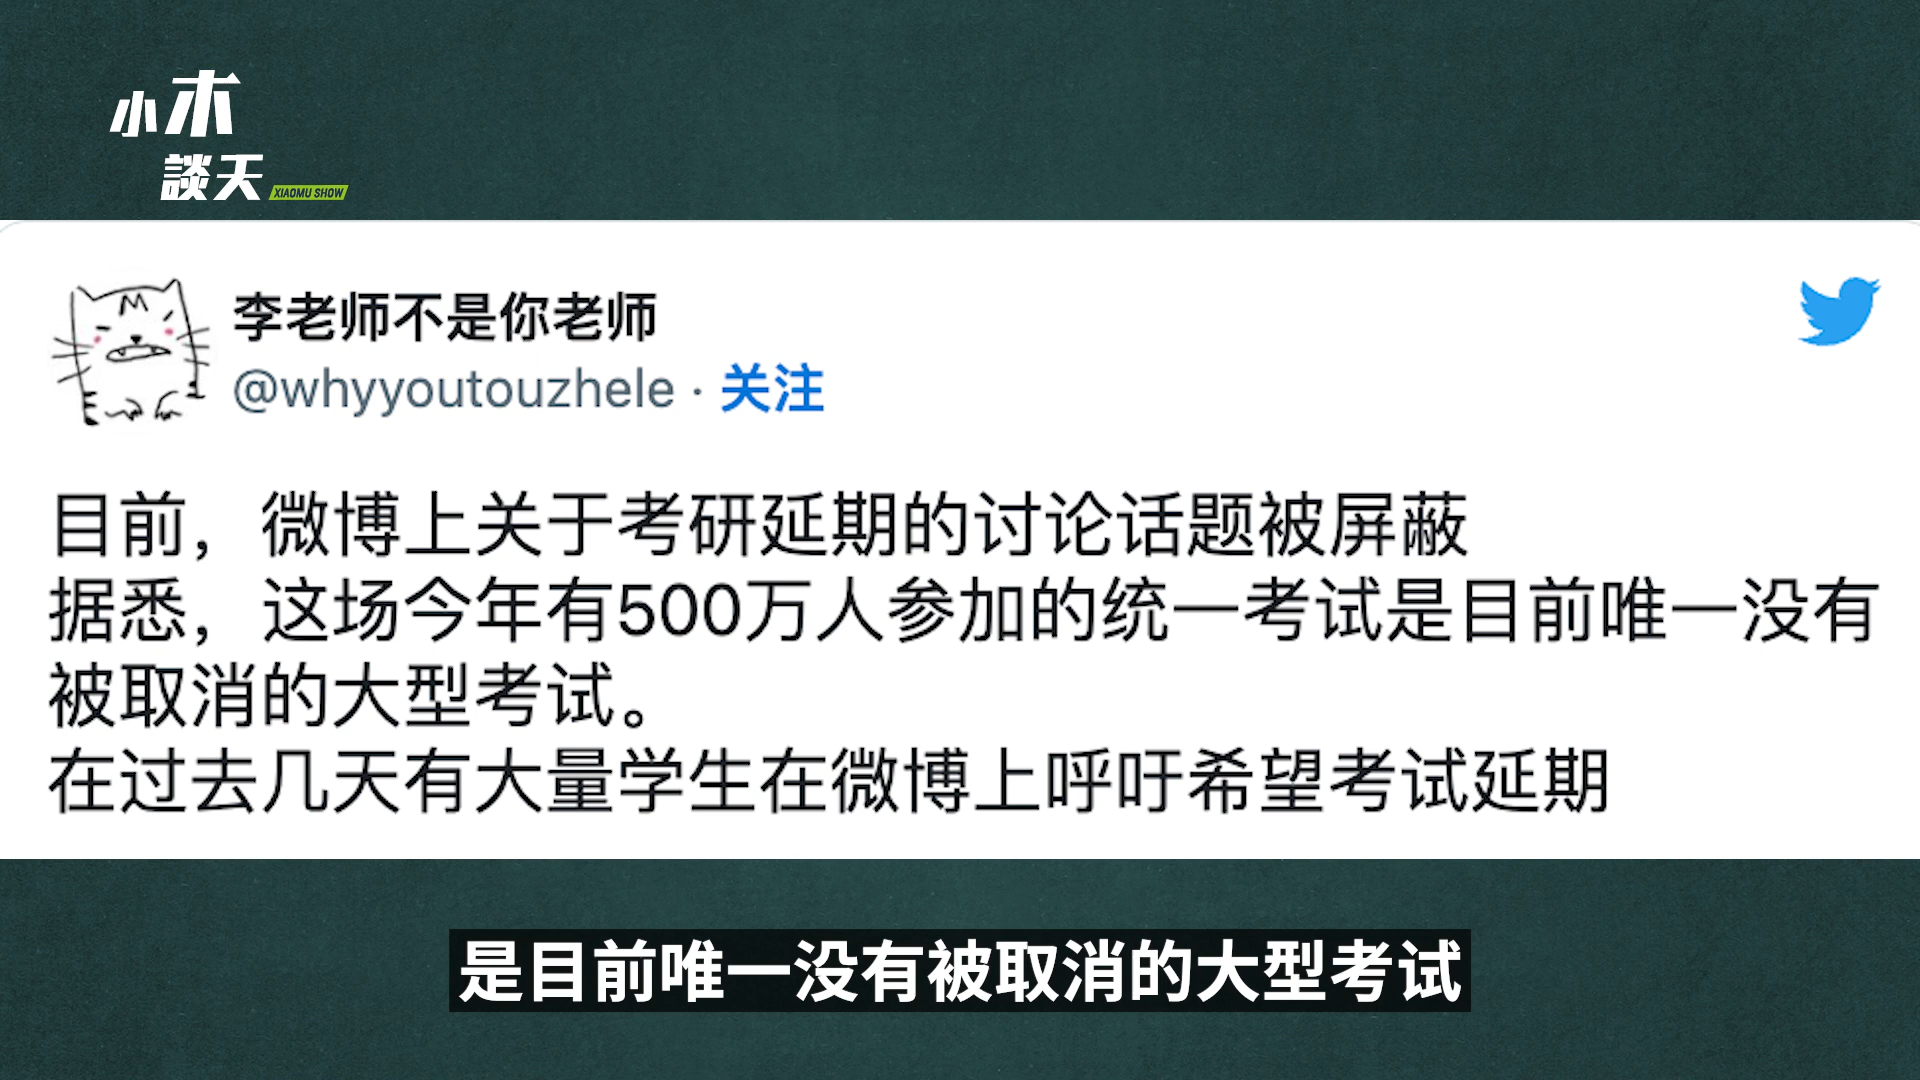 小木
談天 XIAOMU SHOW
李老师不是你老师
@whyyoutouzhele · 关注
目前，微博上关于考研延期的讨论话题被屏蔽
据悉，这场今年有500万人参加的统一考试是目前唯一没有
被取消的大型考试。
在过去几天有大量学生在微博上呼吁希望考试延期
是目前唯一没有被取消的大型考试